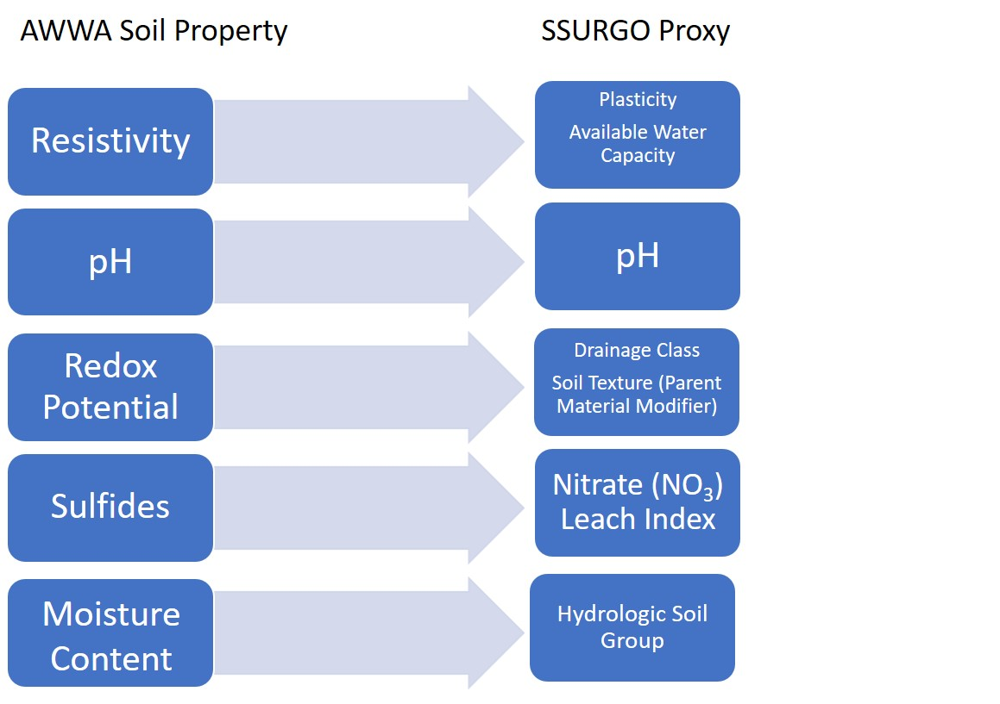 AWWA Soil Property
SSURGO Proxy
Resistivity
Plasticity
Available Water
Capacity
pH
pH
Redox
Potential
Drainage Class
Soil Texture (Parent
Material Modifier)
Sulfides
Nitrate (NO₃)
Leach Index
Moisture
Content
Hydrologic Soil
Group